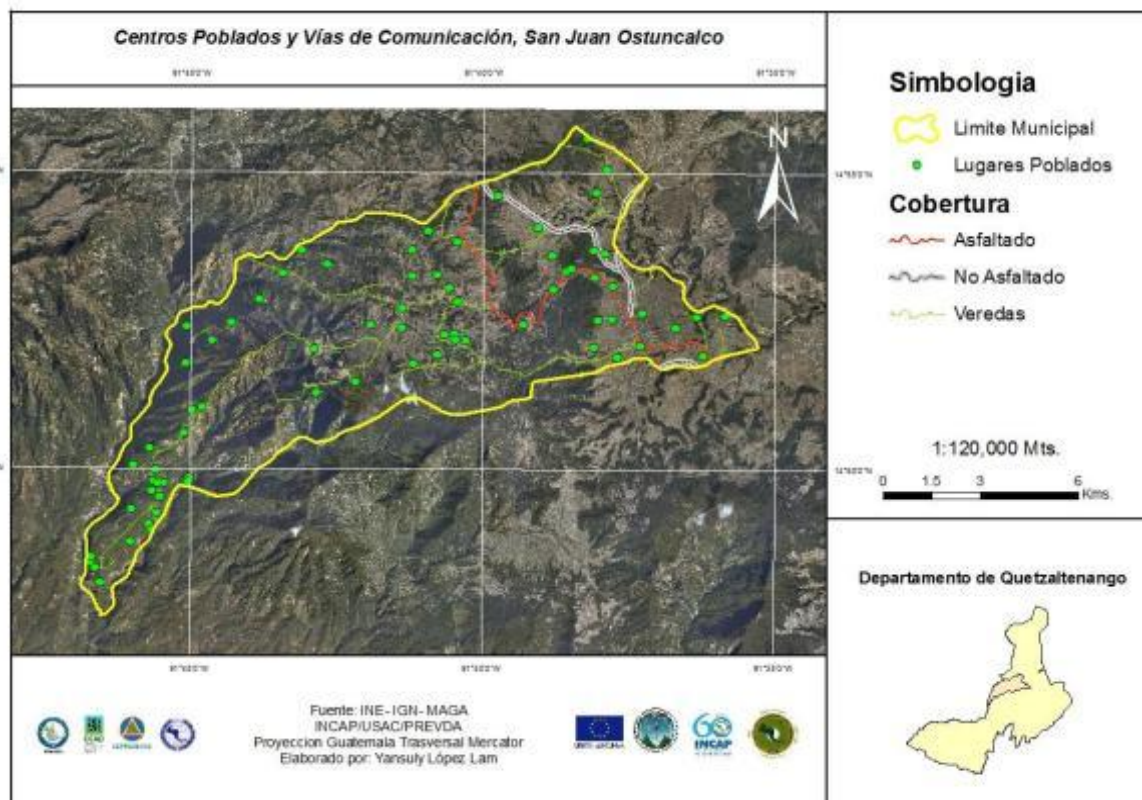 Centros Poblados y Vías de Comunicación, San Juan Ostuncalco
N
Simbologia
Limite Municipal
Lugares Poblados
Cobertura
Asfaltado
No Asfaltado
Veredas
1:120,000 Mts.
0 1.5 3 6
Kms.
Departamento de Quetzaltenango
Fuente: INE-IGN-MAGA
INCAP/USAC/PREVDA
Proyeccion Guatemala Trasversal Mercator
Elaborado por: Yansuly López Lam
60
INCAP